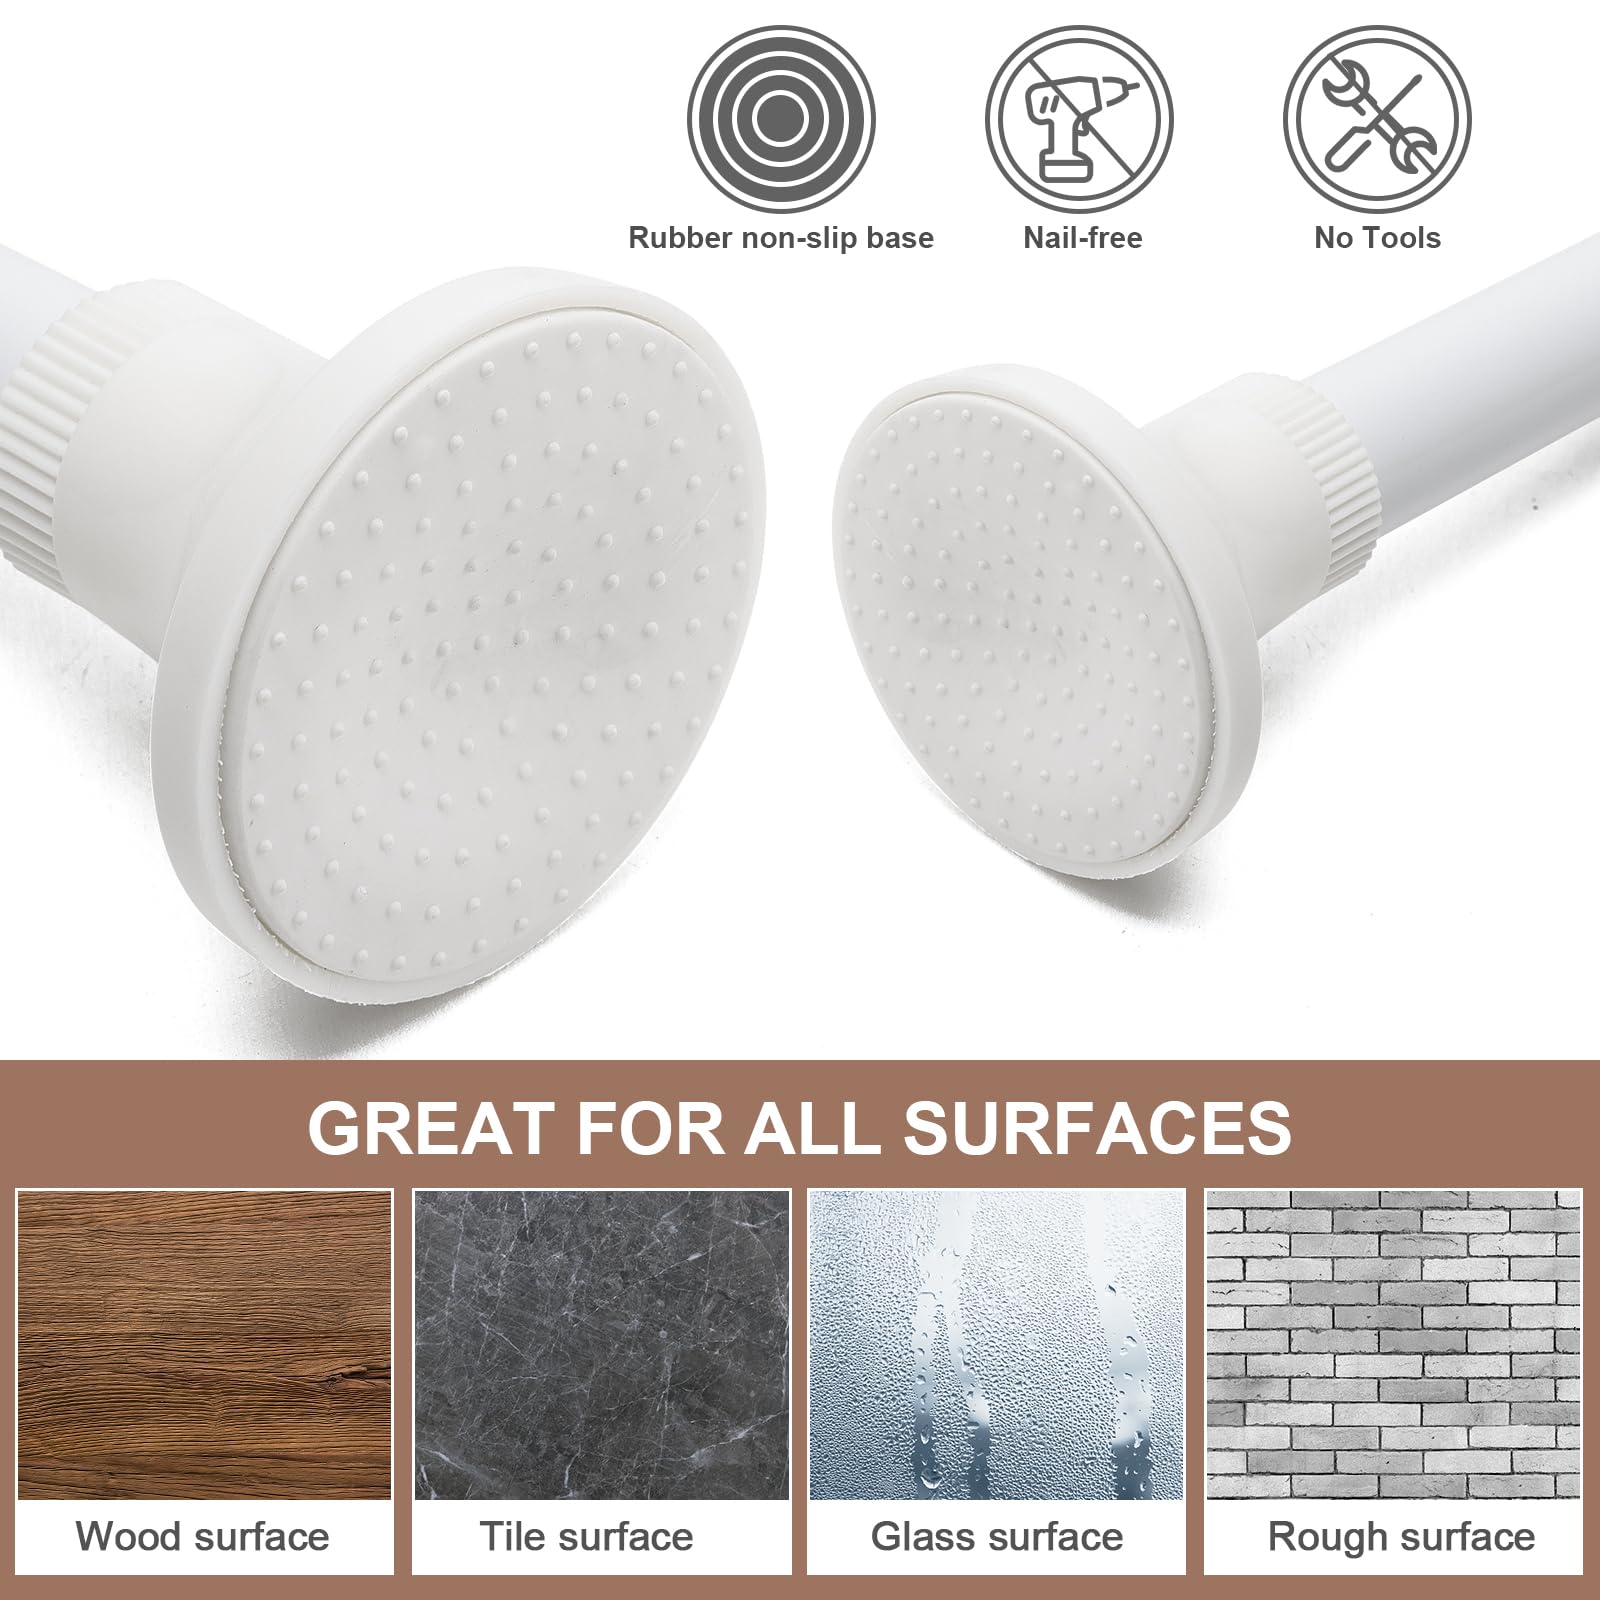 Rubber non-slip base
Nail-free
No Tools
GREAT FOR ALL SURFACES
Wood surface
Tile surface
Glass surface
Rough surface